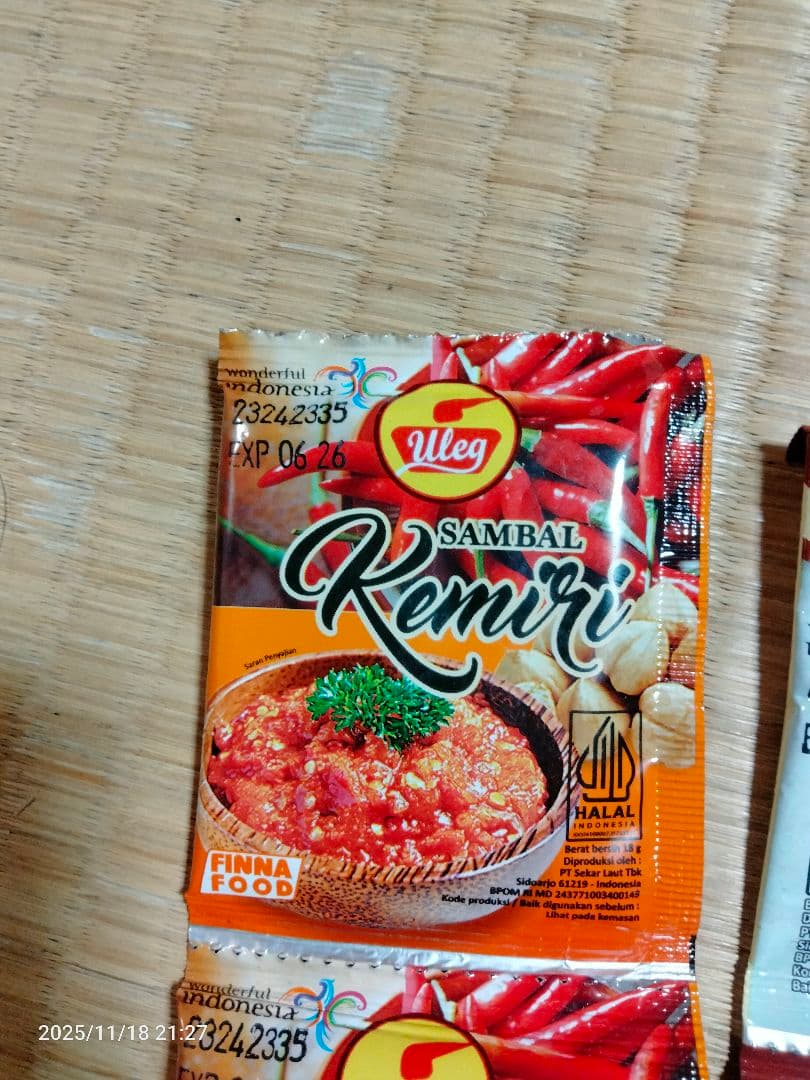 wonderful
indonesia
23242335
EXP 06 26
Uleg
SAMBAL
Kemiri
Saran Penyajian
HALAL
INDONESIA
Berat bersih 18 g
Diproduksi oleh :
PT Sekar Laut Tbk
Sidoarjo 61219 - Indonesia
BPOM RI MD 243771003400149
Kode produksi / Baik digunakan sebelum :
Lihat pada kemasan
FINNA
FOOD
wonderful
indonesia
23242335
2025/11/18 21:27